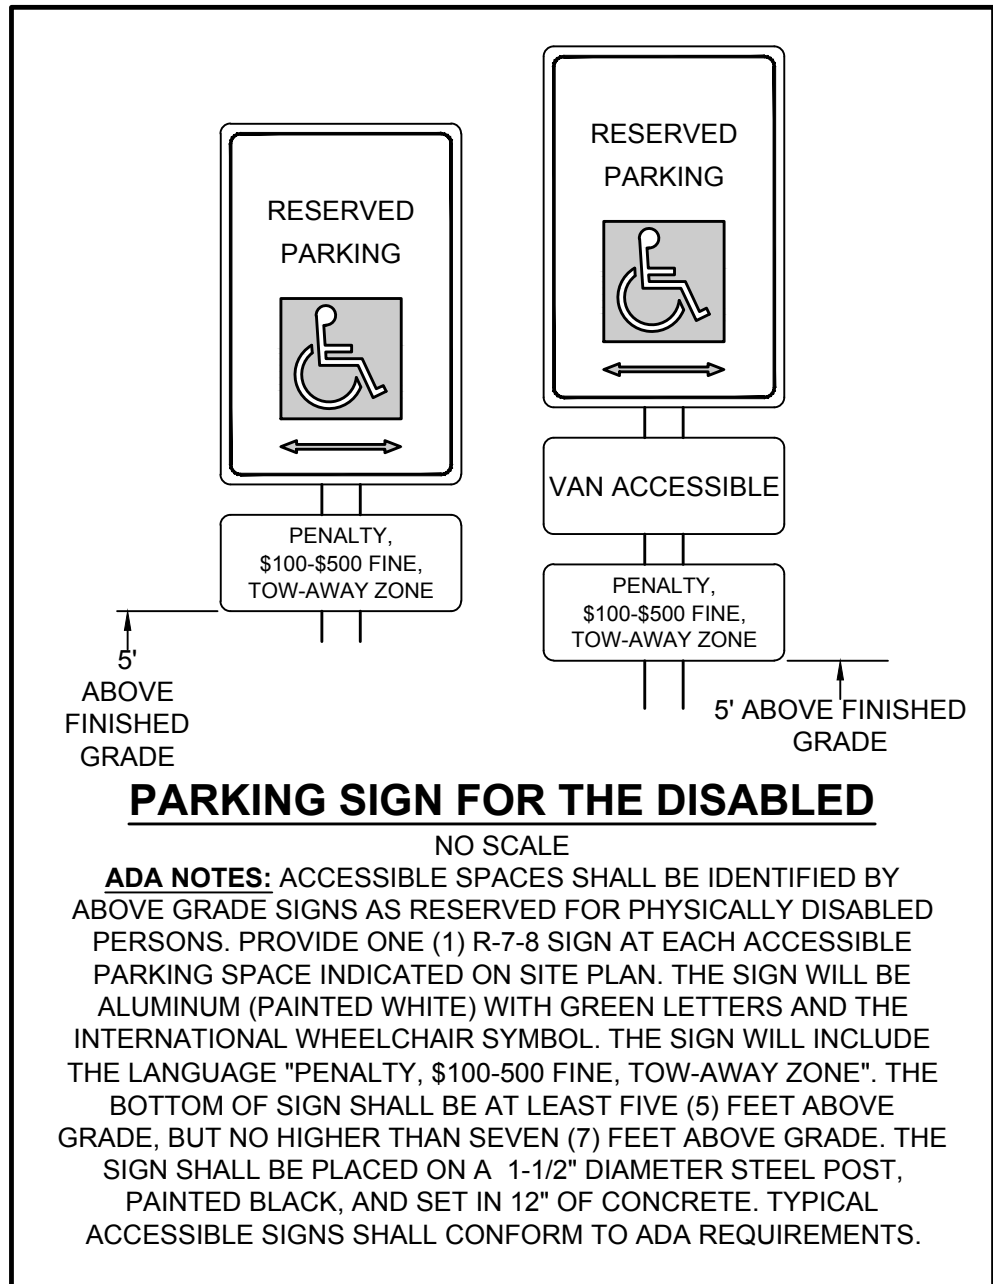 RESERVED
PARKING
PENALTY,
$100-$500 FINE,
TOW-AWAY ZONE
5'
ABOVE
FINISHED
GRADE
RESERVED
PARKING
VAN ACCESSIBLE
PENALTY,
$100-$500 FINE,
TOW-AWAY ZONE
5' ABOVE FINISHED
GRADE
PARKING SIGN FOR THE DISABLED
NO SCALE
ADA NOTES: ACCESSIBLE SPACES SHALL BE IDENTIFIED BY
ABOVE GRADE SIGNS AS RESERVED FOR PHYSICALLY DISABLED
PERSONS. PROVIDE ONE (1) R-7-8 SIGN AT EACH ACCESSIBLE
PARKING SPACE INDICATED ON SITE PLAN. THE SIGN WILL BE
ALUMINUM (PAINTED WHITE) WITH GREEN LETTERS AND THE
INTERNATIONAL WHEELCHAIR SYMBOL. THE SIGN WILL INCLUDE
THE LANGUAGE "PENALTY, $100-500 FINE, TOW-AWAY ZONE". THE
BOTTOM OF SIGN SHALL BE AT LEAST FIVE (5) FEET ABOVE
GRADE, BUT NO HIGHER THAN SEVEN (7) FEET ABOVE GRADE. THE
SIGN SHALL BE PLACED ON A 1-1/2" DIAMETER STEEL POST,
PAINTED BLACK, AND SET IN 12" OF CONCRETE. TYPICAL
ACCESSIBLE SIGNS SHALL CONFORM TO ADA REQUIREMENTS.